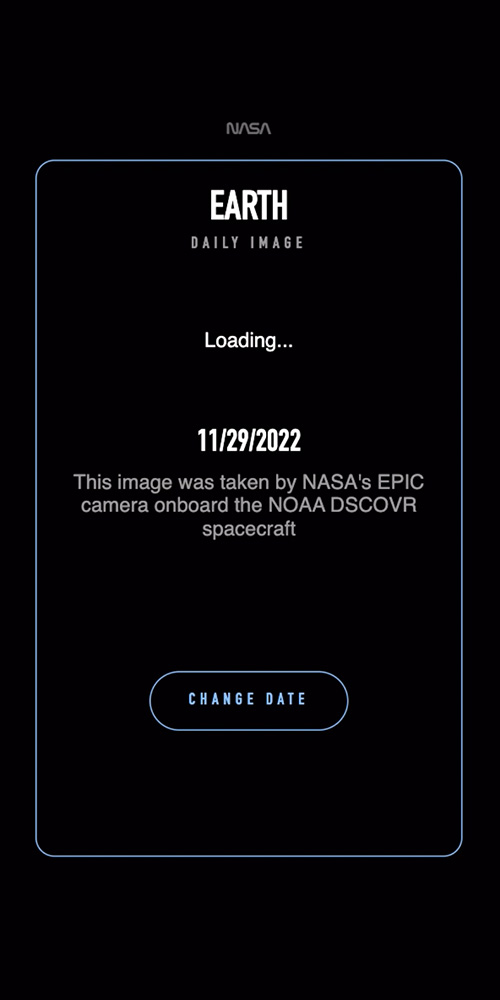 NASA
EARTH
DAILY IMAGE
Loading...
11/29/2022
This image was taken by NASA's EPIC
camera onboard the NOAA DSCOVR
spacecraft
CHANGE DATE